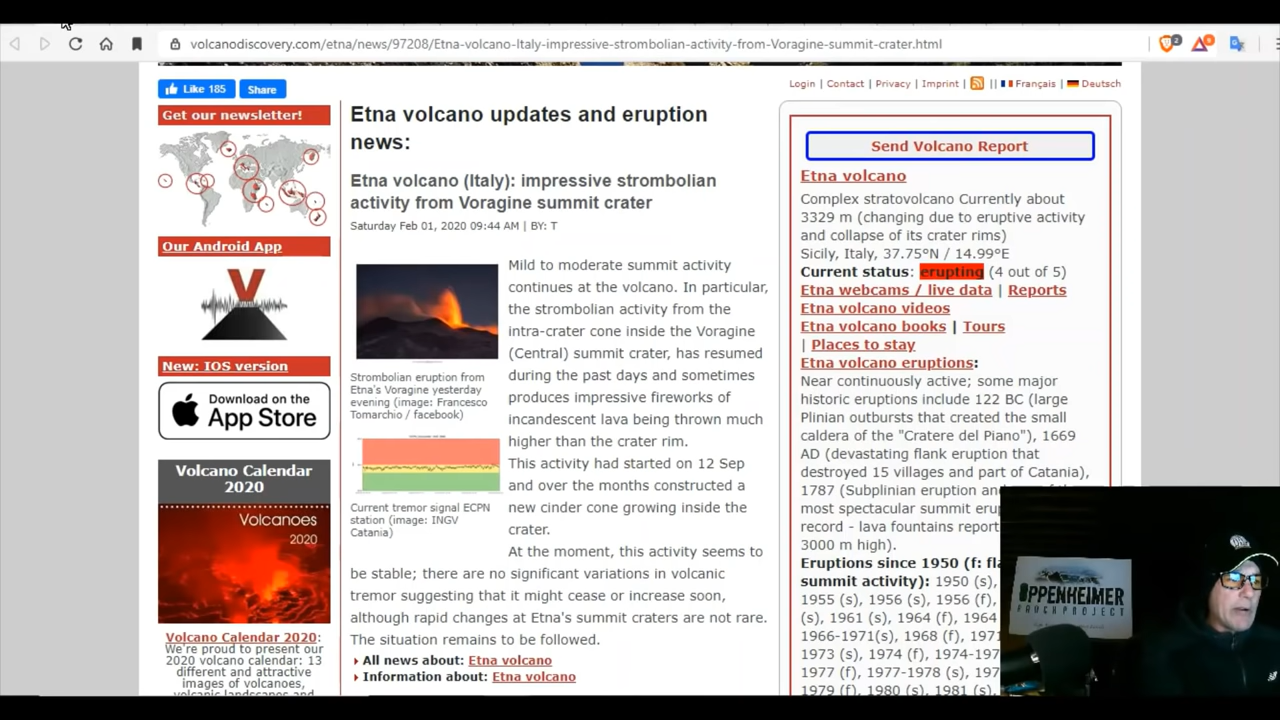 volcanodiscovery.com/etna/news/97208/Etna-volcano-Italy-impressive-strombolian-activity-from-Voragine-summit-crater.html
Like 185
Share
Login | Contact | Privacy | Imprint | || Français | Deutsch
Get our newsletter!
Our Android App
New: IOS version
Download on the
App Store
Volcano Calendar
2020
Volcanoes
2020
Volcano Calendar 2020:
We're proud to present our
2020 volcano calendar: 13
different and attractive
images of volcanoes,
volcanic landscapes and
Etna volcano updates and eruption
news:
Etna volcano (Italy): impressive strombolian
activity from Voragine summit crater
Saturday Feb 01, 2020 09:44 AM | BY: T
Mild to moderate summit activity
continues at the volcano. In particular,
the strombolian activity from the
intra-crater cone inside the Voragine
(Central) summit crater, has resumed
during the past days and sometimes
produces impressive fireworks of
incandescent lava being thrown much
higher than the crater rim.
This activity had started on 12 Sep
and over the months constructed a
new cinder cone growing inside the
crater.
At the moment, this activity seems to
be stable; there are no significant variations in volcanic
tremor suggesting that it might cease or increase soon,
although rapid changes at Etna's summit craters are not rare.
The situation remains to be followed.
Strombolian eruption from
Etna's Voragine yesterday
evening (image: Francesco
Tomarchio / facebook)
Current tremor signal ECPN
station (image: INGV
Catania)
All news about: Etna volcano
Information about: Etna volcano
Send Volcano Report
Etna volcano
Complex stratovolcano Currently about
3329 m (changing due to eruptive activity
and collapse of its crater rims)
Sicily, Italy, 37.75°N / 14.99°E
Current status: erupting (4 out of 5)
Etna webcams / live data | Reports
Etna volcano videos
Etna volcano books | Tours
| Places to stay
Etna volcano eruptions:
Near continuously active; some major
historic eruptions include 122 BC (large
Plinian outbursts that created the small
caldera of the "Cratere del Piano"), 1669
AD (devastating flank eruption that
destroyed 15 villages and part of Catania),
1787 (Subplinian eruption and
most spectacular summit
record - lava fountains
3000 m high).
Eruptions since 1950 (f:
summit activity): 1950 (s),
1955 (s), 1956 (s), 1956 (f),
(s), 1961 (s), 1964 (f), 1964
1966-1971(s), 1968 (f),
1973 (s), 1974 (f),
1977 (f), 1977-1978 (s),
1979 (f), 1980 (s), 1981 (s),
OPPENHEIMER
RANCH PROJECT